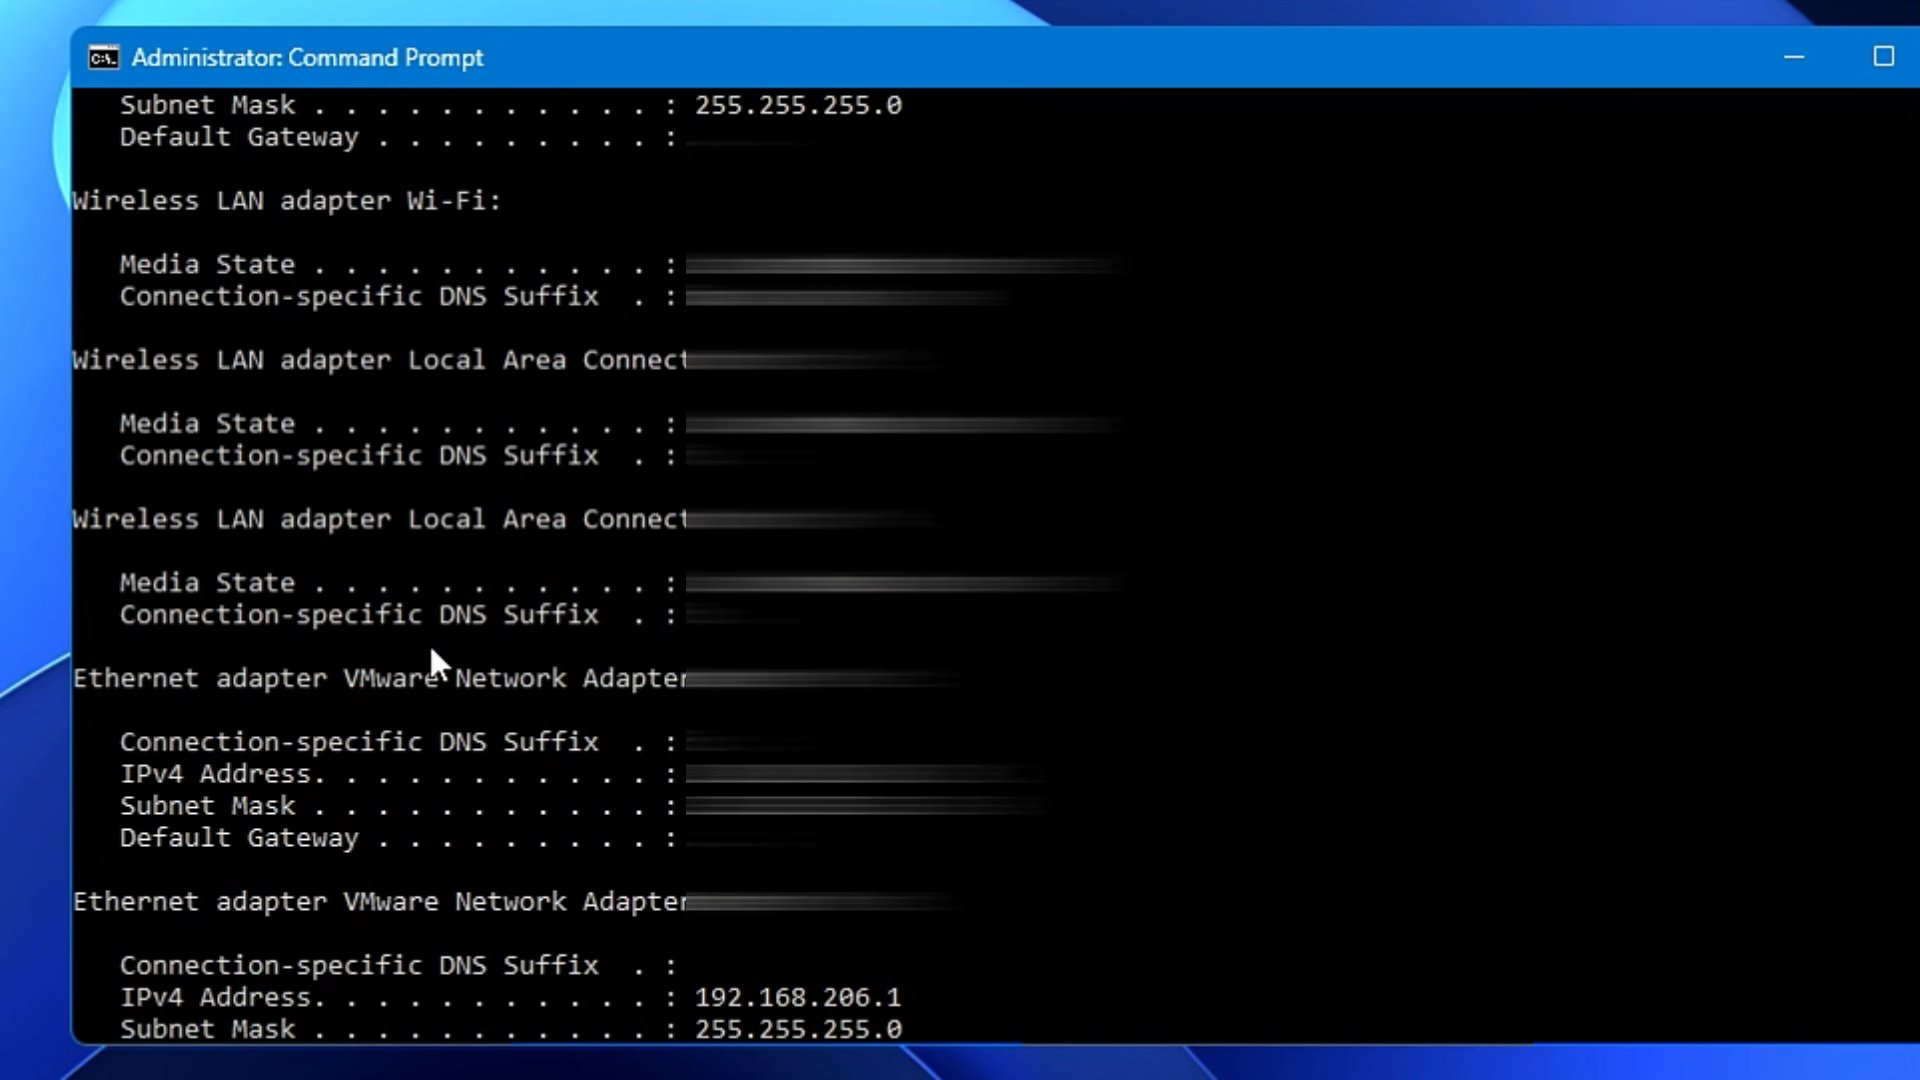 Administrator: Command Prompt
Subnet Mask . . . . . . . . . . . : 255.255.255.0
Default Gateway . . . . . . . . . :
Wireless LAN adapter Wi-Fi:
Media State . . . . . . . . . . . :
Connection-specific DNS Suffix  . :
Wireless LAN adapter Local Area Connect
Media State . . . . . . . . . . . :
Connection-specific DNS Suffix  . :
Wireless LAN adapter Local Area Connect
Media State . . . . . . . . . . . :
Connection-specific DNS Suffix  . :
Ethernet adapter VMware Network Adapter
Connection-specific DNS Suffix  . :
IPv4 Address. . . . . . . . . . . :
Subnet Mask . . . . . . . . . . . :
Default Gateway . . . . . . . . . :
Ethernet adapter VMware Network Adapter
Connection-specific DNS Suffix  . :
IPv4 Address. . . . . . . . . . . : 192.168.206.1
Subnet Mask . . . . . . . . . . . : 255.255.255.0